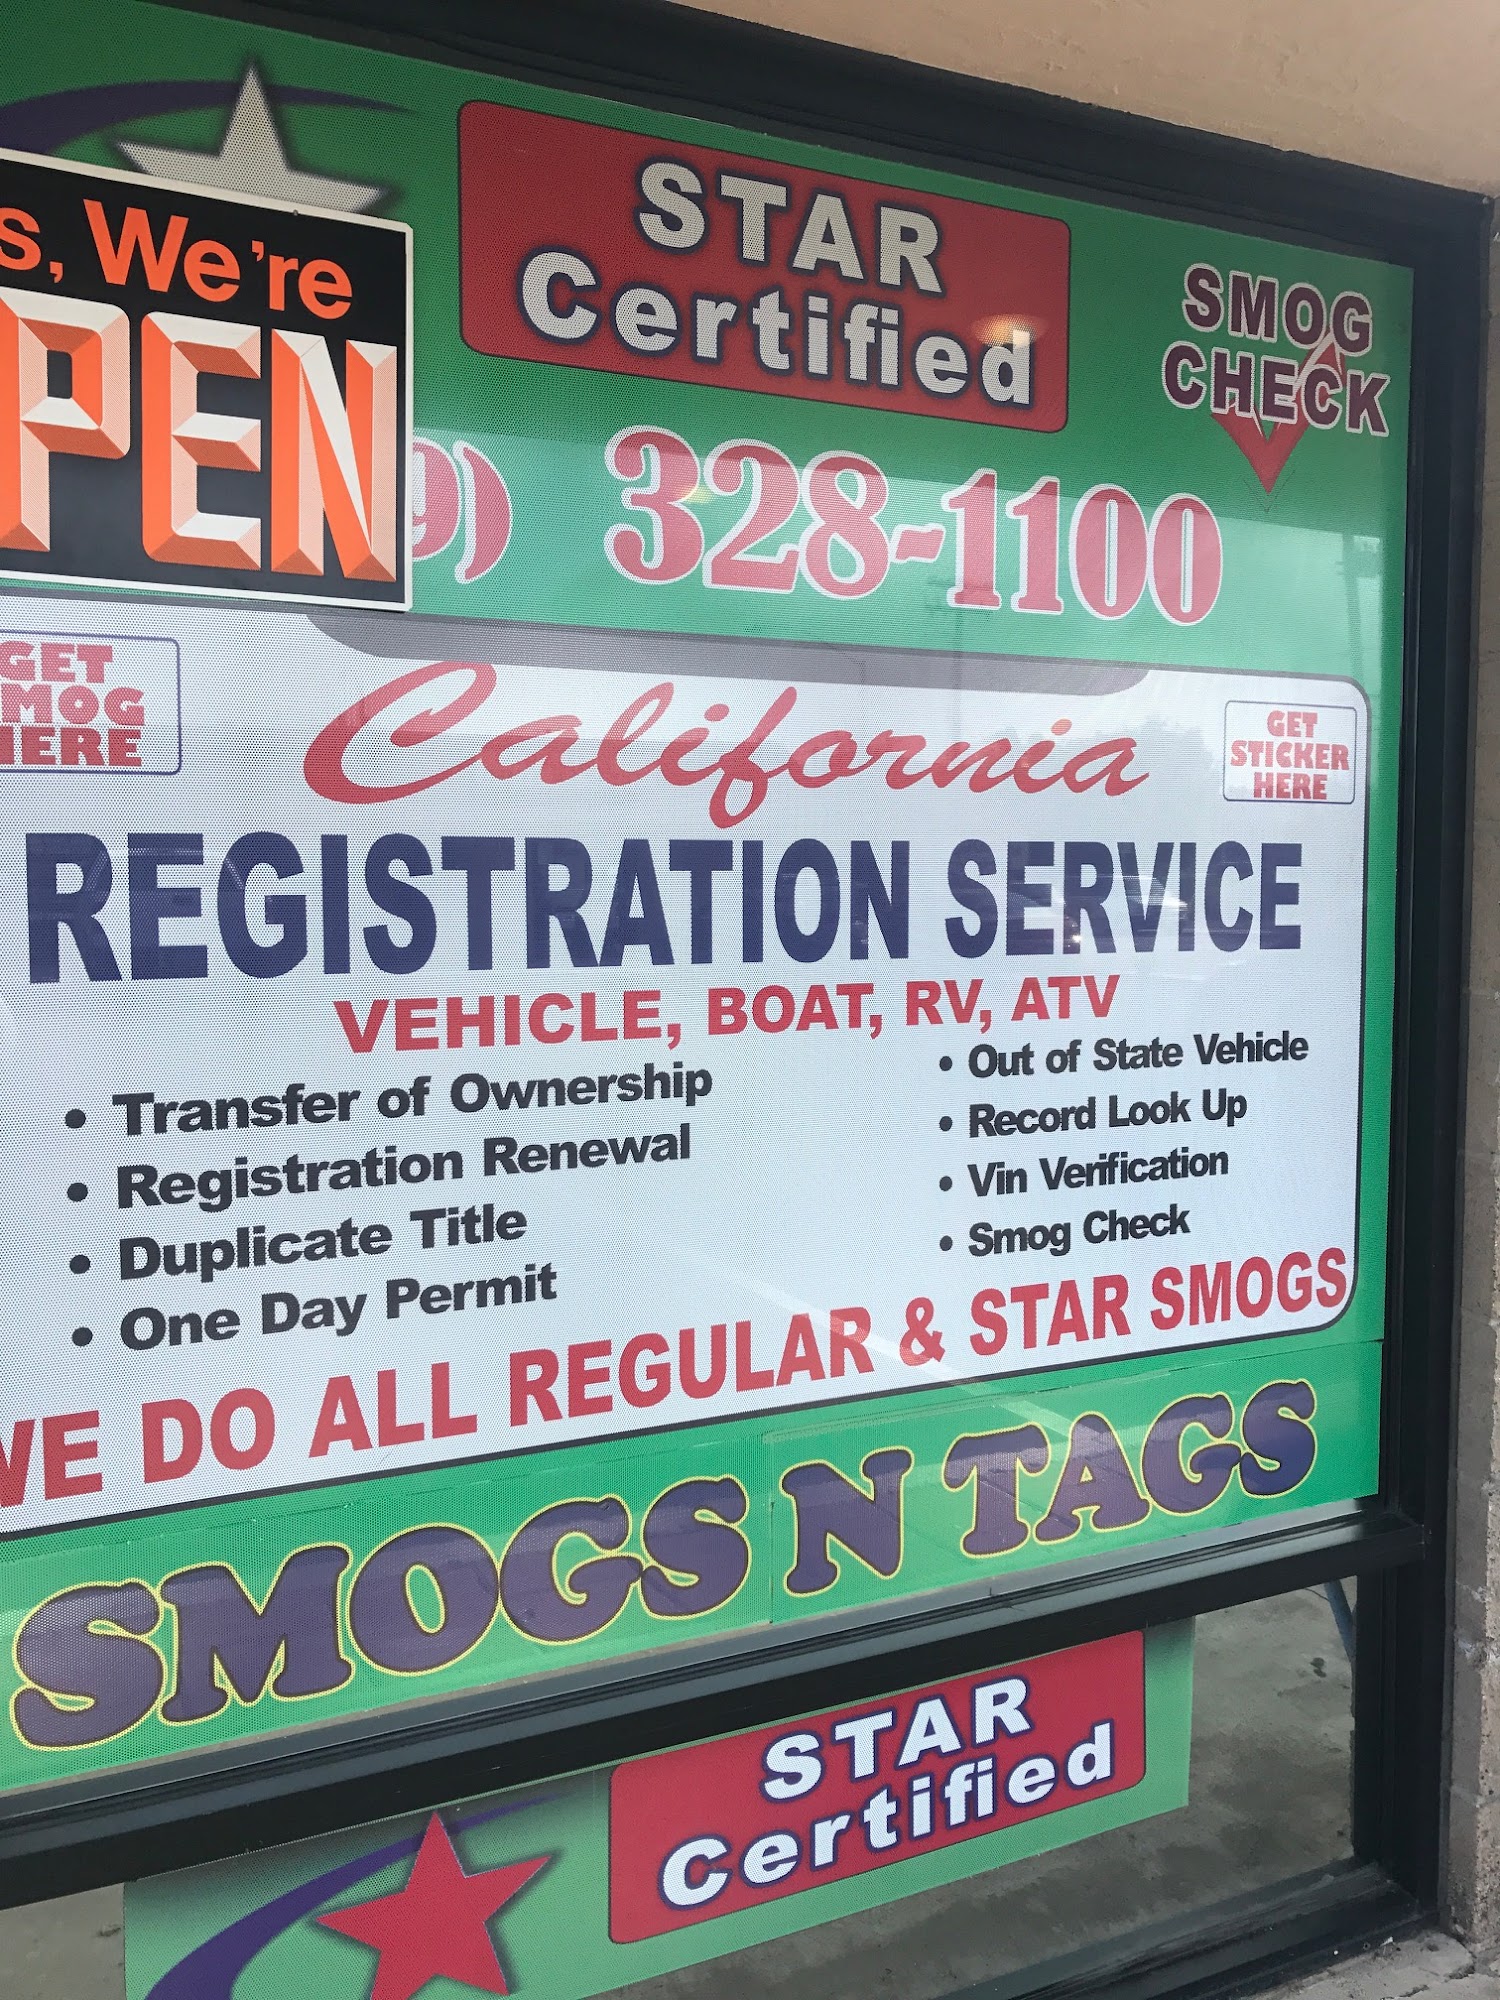 STAR
Certified
SMOG
CHECK
s, We're
PEN
9) 328-1100
GET
MOG
HERE
California
GET
STICKER
HERE
REGISTRATION SERVICE
VEHICLE, BOAT, RV, ATV
• Transfer of Ownership
• Registration Renewal
• Duplicate Title
• One Day Permit
• Out of State Vehicle
• Record Look Up
• Vin Verification
• Smog Check
WE DO ALL REGULAR & STAR SMOGS
SMOGS N TAGS
STAR
Certified